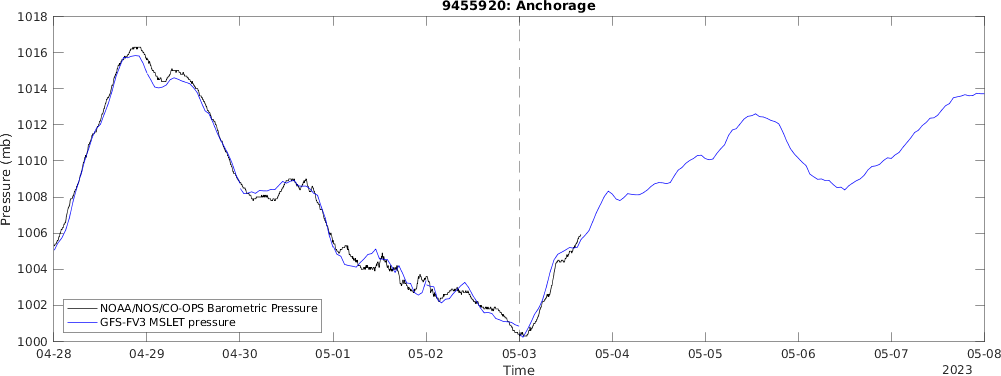 9455920: Anchorage
1018
1016
1014
1012
1010
1008
1006
1004
1002
1000
Pressure (mb)
NOAA/NOS/CO-OPS Barometric Pressure
GFS-FV3 MSLET pressure
04-28 04-29 04-30 05-01 05-02 05-03 05-04 05-05 05-06 05-07 05-08
Time
2023